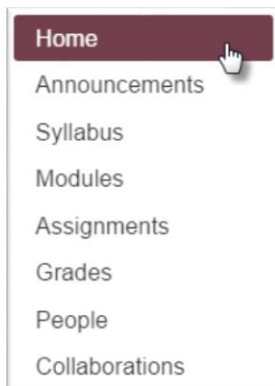 Home
Announcements
Syllabus
Modules
Assignments
Grades
People
Collaborations